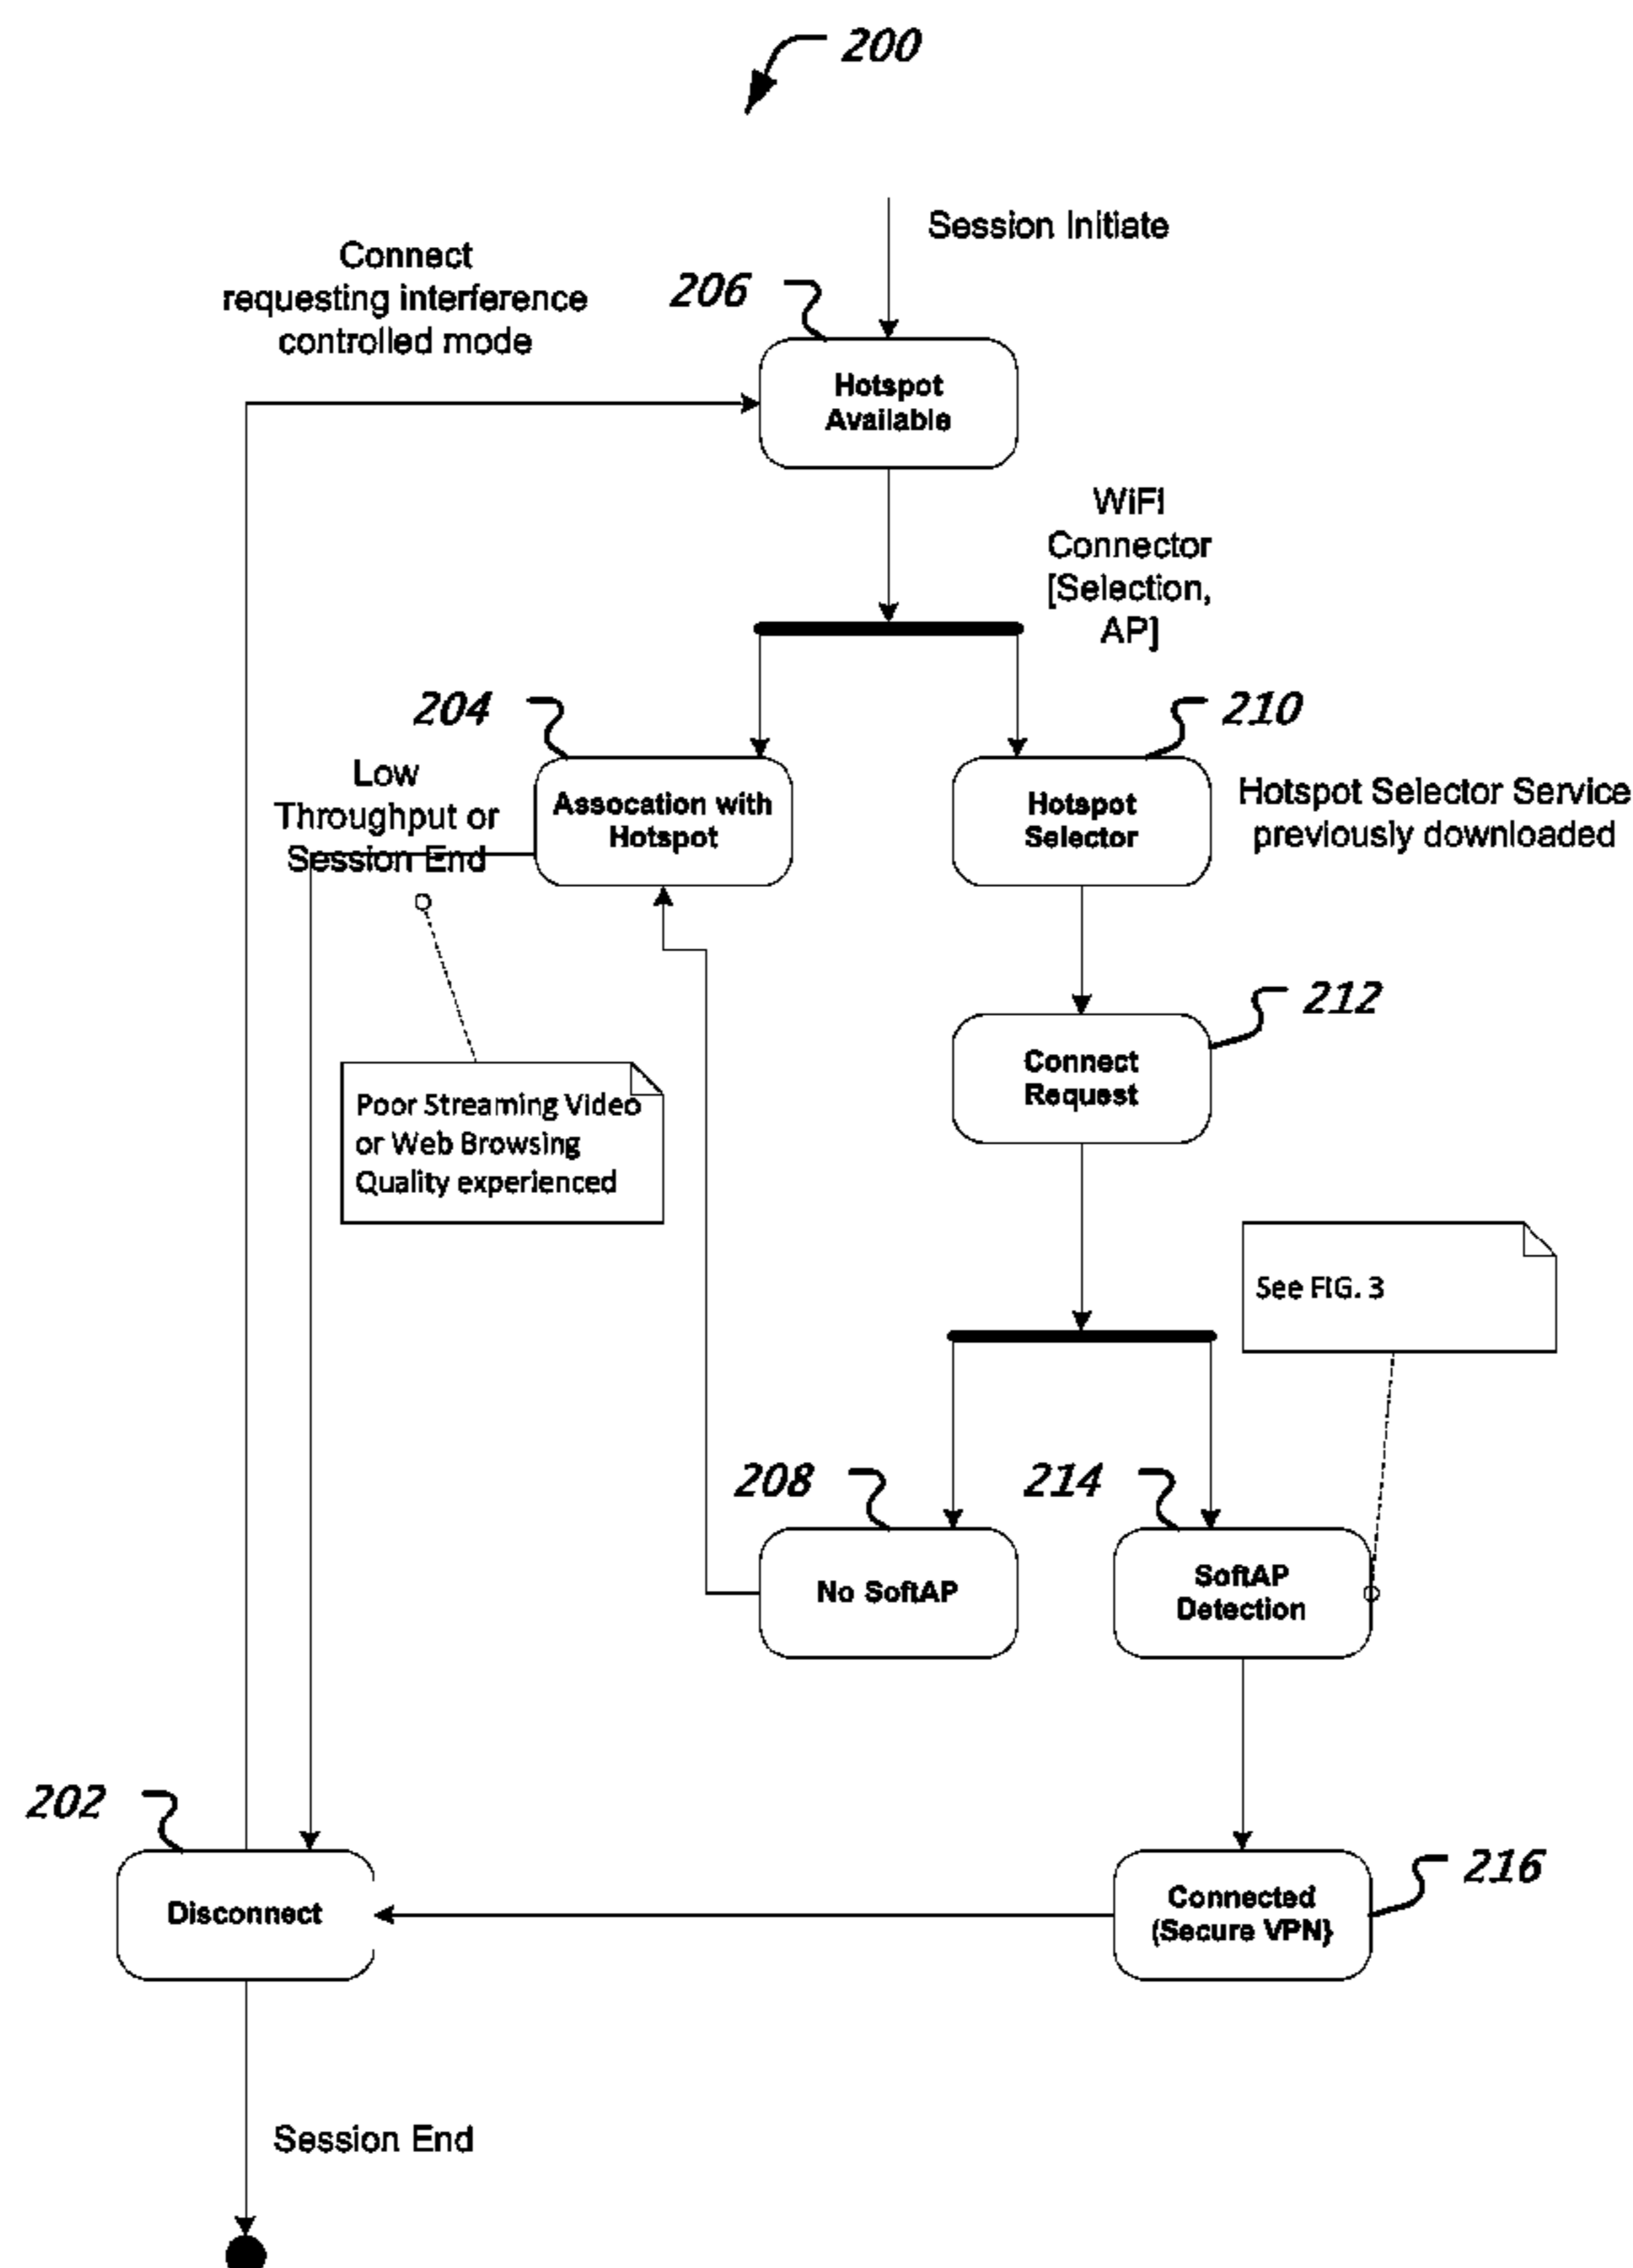 200
Session Initiate
Connect
requesting interference
controlled mode
206
Hotspot
Available
WiFi
Connector
[Selection,
AP]
204
210
Low
Throughput or
Session End
Assocation with
Hotspot
Hotspot
Selector
Hotspot Selector Service
previously downloaded
212
Connect
Request
Poor Streaming Video
or Web Browsing
Quality experienced
See FIG. 3
208
214
No SoftAP
SoftAP
Detection
202
216
Disconnect
Connected
(Secure VPN}
Session End